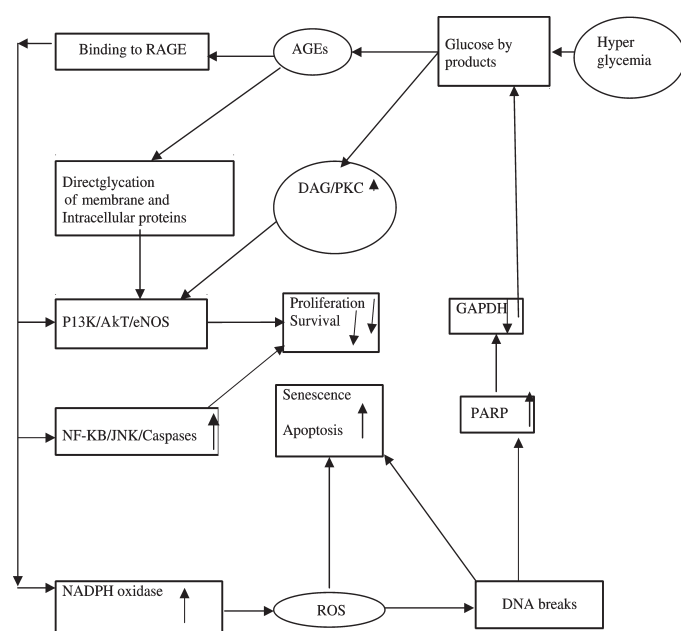 Binding to RAGE
AGEs
Glucose by
products
Hyper
glycemia
Directglycation
of membrane and
Intracellular proteins
DAG/PKC
P13K/AkT/eNOS
Proliferation
Survival
GAPDH
Senescence
Apoptosis
PARP
NF-KB/JNK/Caspases
NADPH oxidase
ROS
DNA breaks